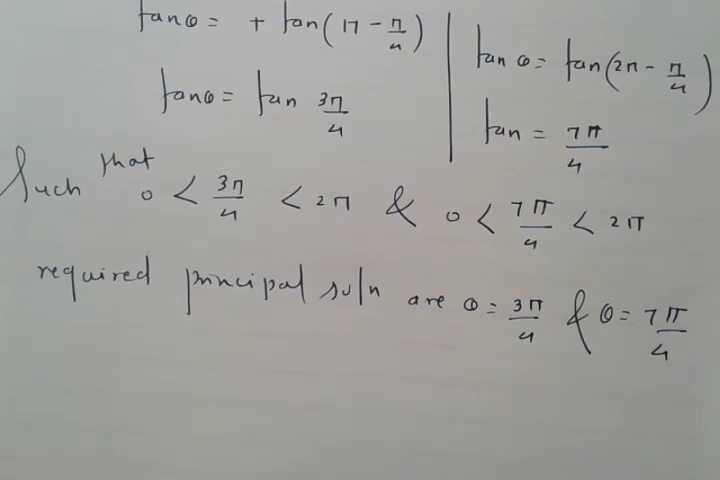 tanθ = + tan(π - π/4)
tanθ = tan 3π/4
tan θ = tan(2π - π/4)
tan = 7π/4
Such that 0 < 3π/4 < 2π & 0 < 7π/4 < 2π
required principal soln are θ = 3π/4 & θ = 7π/4